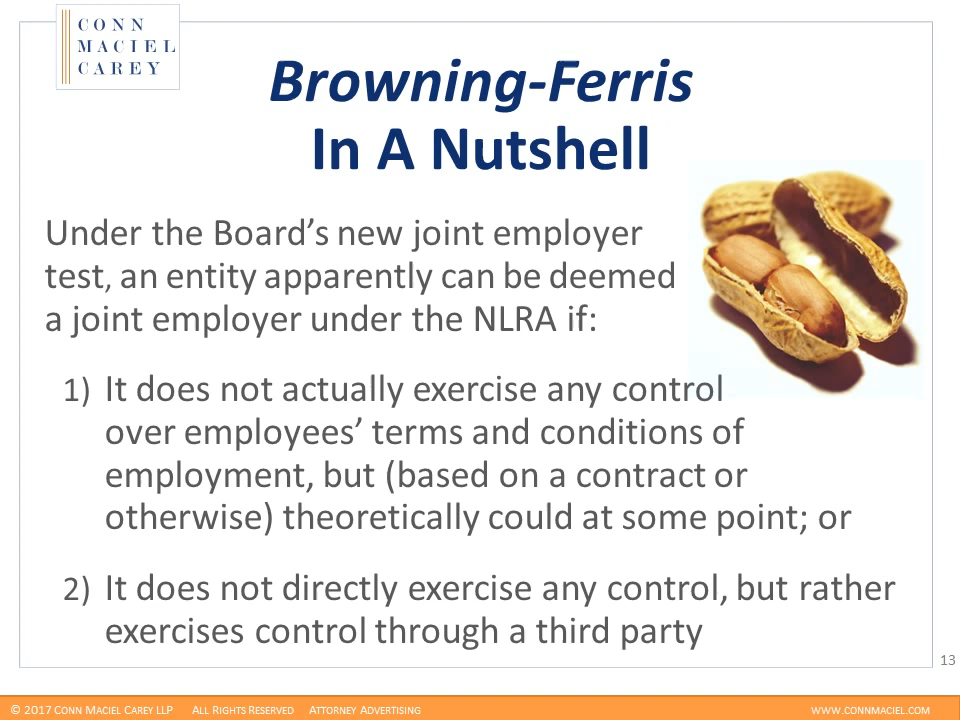 CONN
MACIEL
CAREY
Browning-Ferris
In A Nutshell
Under the Board’s new joint employer
test, an entity apparently can be deemed
a joint employer under the NLRA if:
1) It does not actually exercise any control
over employees’ terms and conditions of
employment, but (based on a contract or
otherwise) theoretically could at some point; or
2) It does not directly exercise any control, but rather
exercises control through a third party
13
© 2017 CONN MACIEL CAREY LLP ALL RIGHTS RESERVED ATTORNEY ADVERTISING WWW.CONNMACIEL.COM